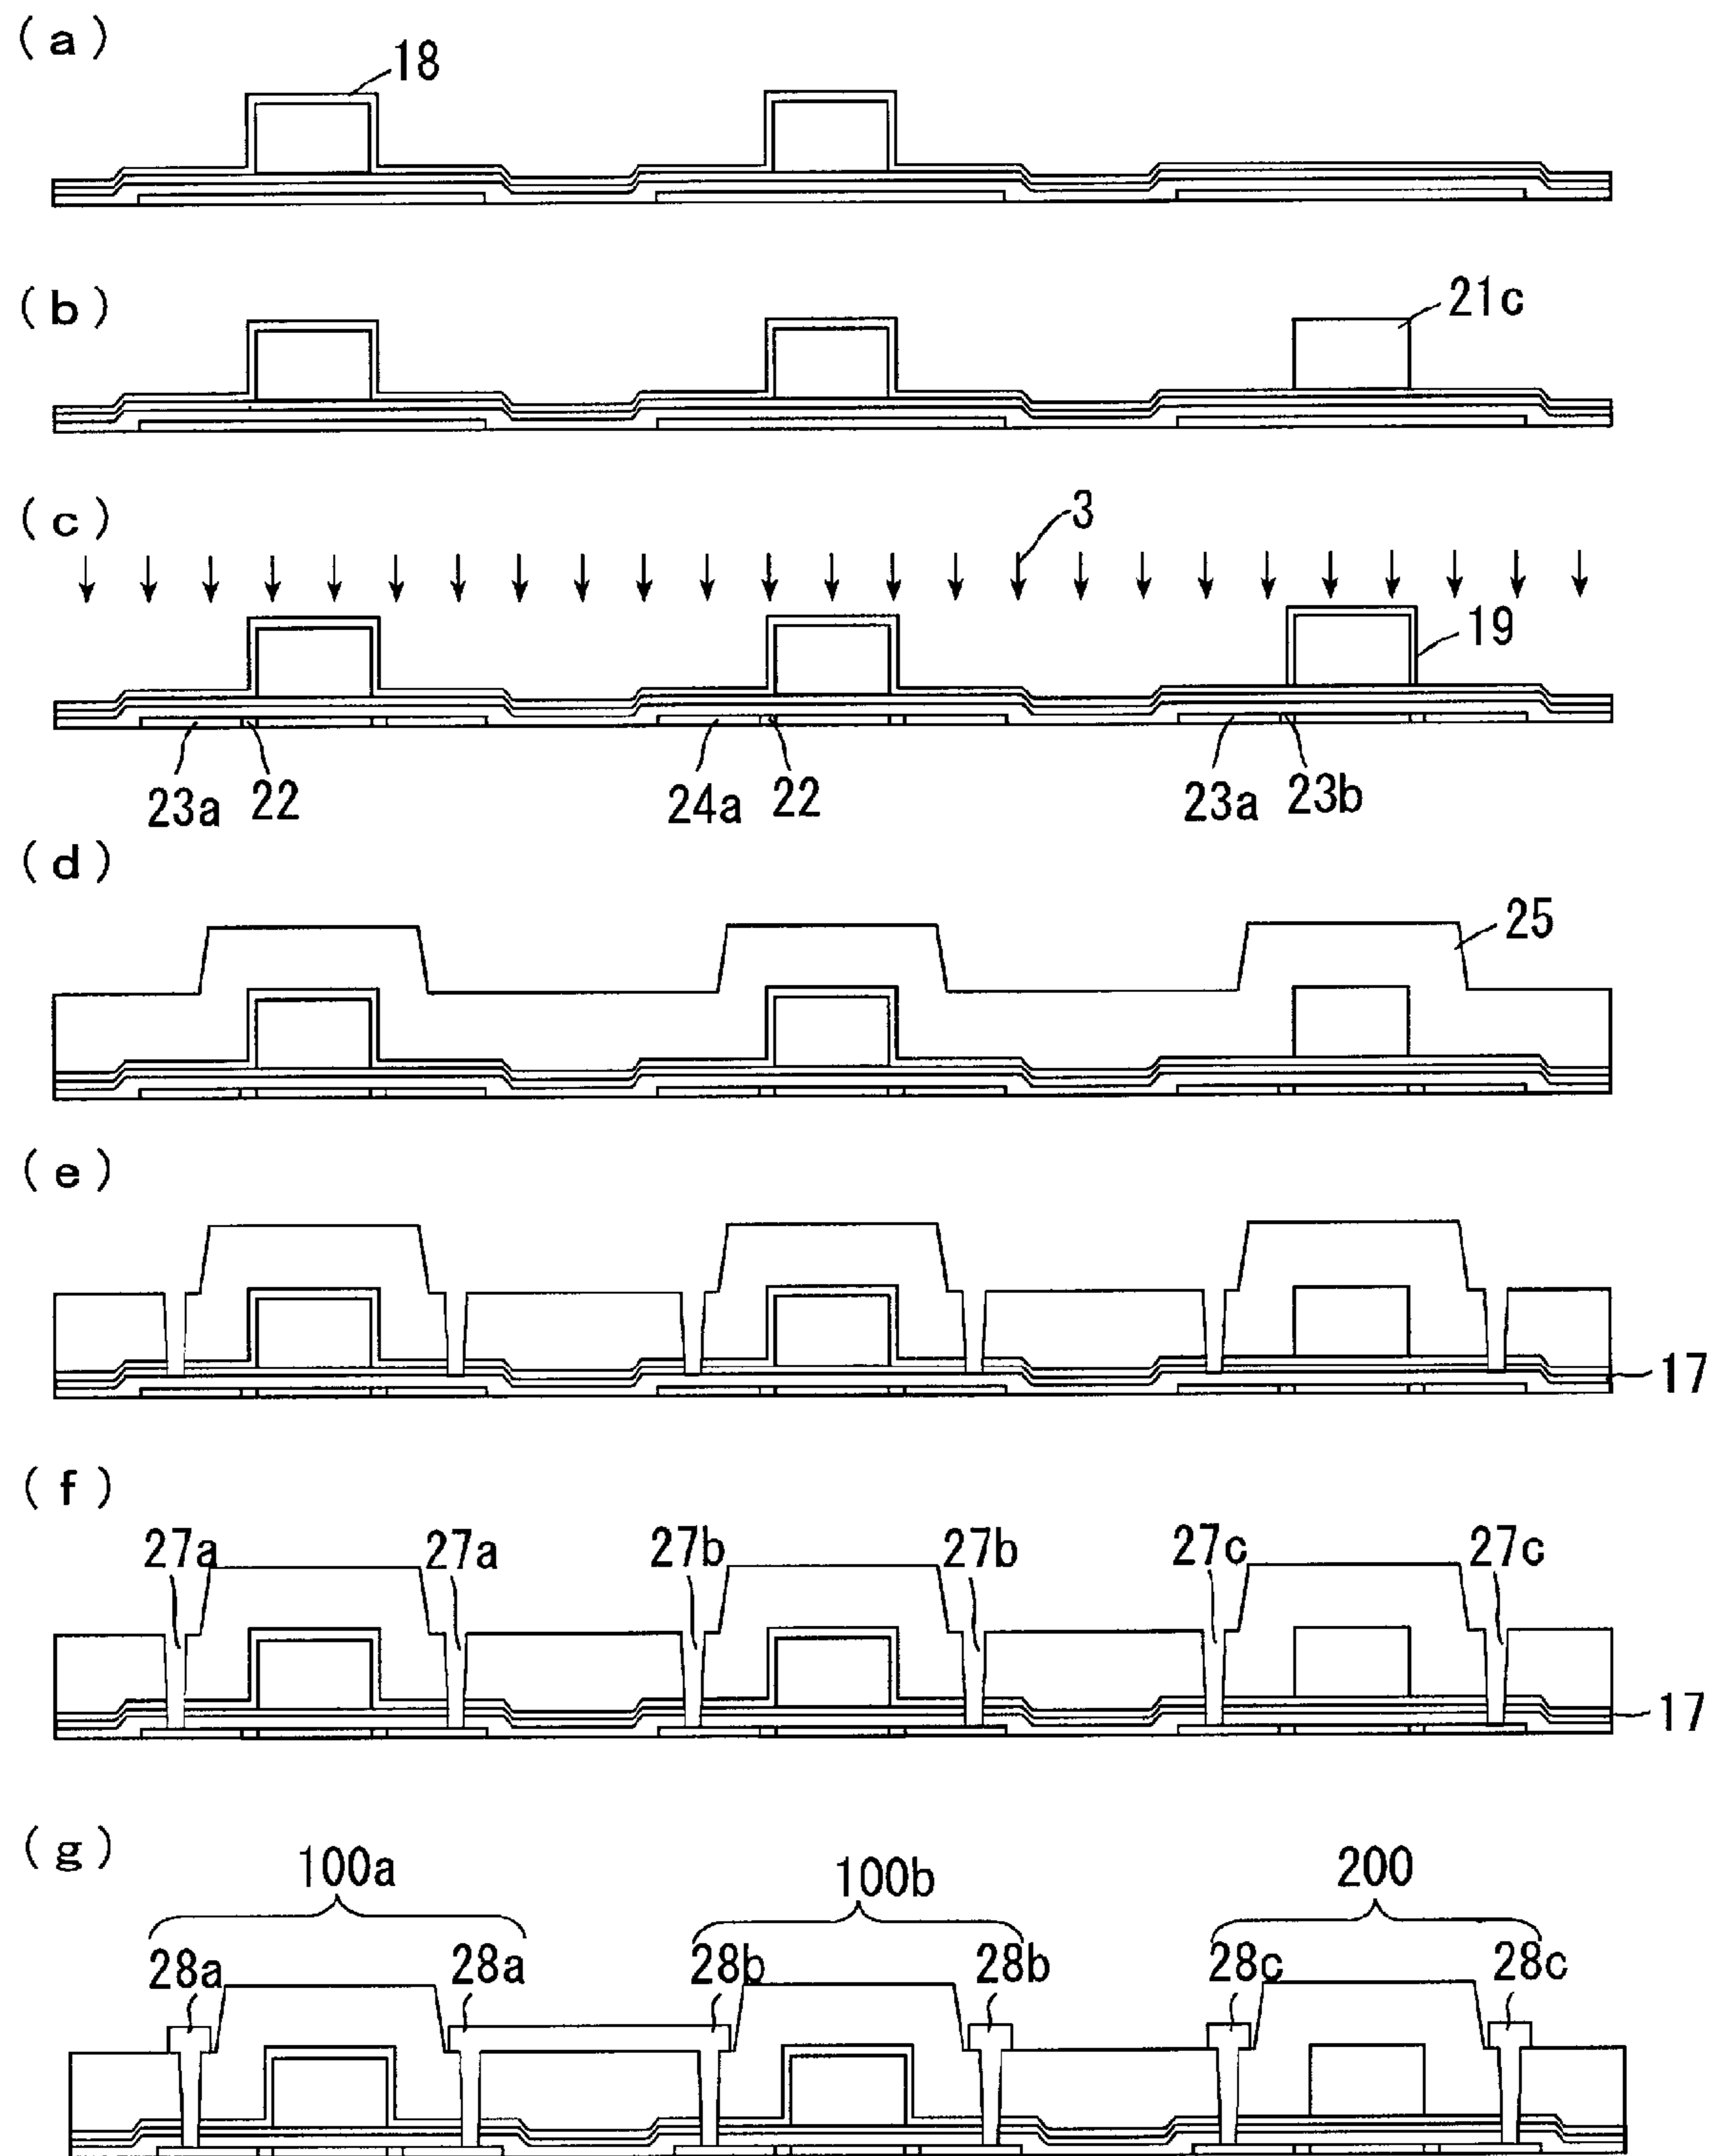 (a)
18
(b)
21c
(c)
3
19
23a 22 24a 22 23a 23b
(d)
25
(e)
17
(f)
27a 27a 27b 27b 27c 27c
17
(g)
100a 100b 200
28a 28a 28b 28b 28c 28c